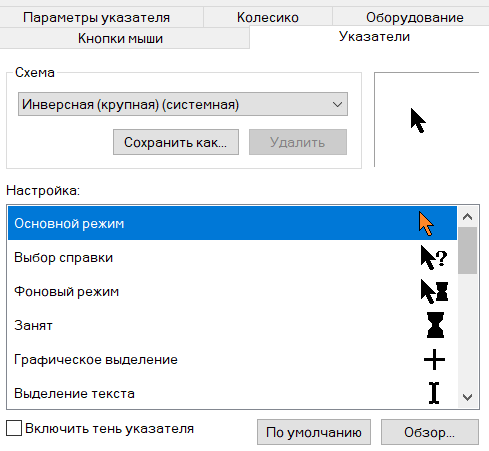 Параметры указателя
Колесико
Оборудование
Кнопки мыши
Указатели
Схема
Инверсная (крупная) (системная)
Сохранить как...
Удалить
Настройка:
Основной режим
Выбор справки
Фоновый режим
Занят
Графическое выделение
Выделение текста
Включить тень указателя
По умолчанию
Обзор...